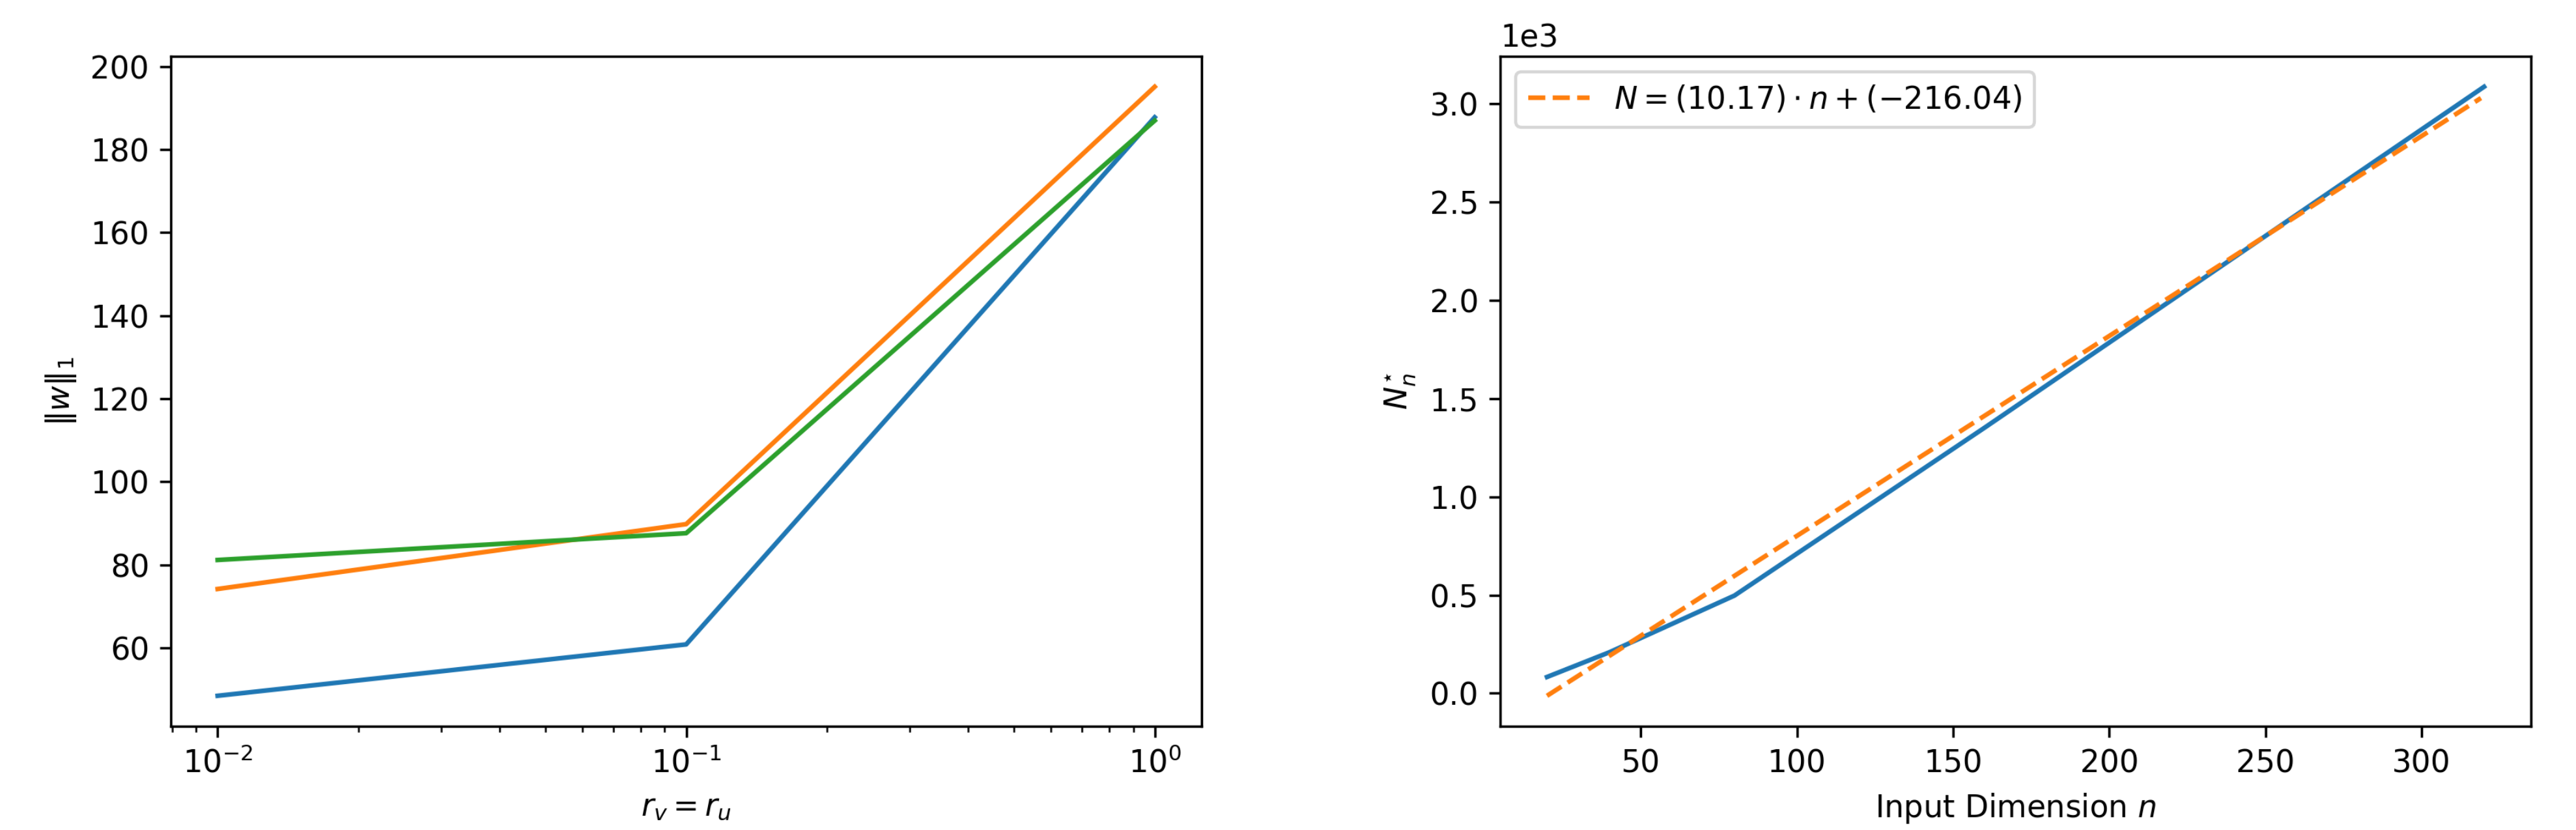 200
180
160
140
120
100
80
60
‖w‖₁
10⁻² 10⁻¹ 10⁰
r_v = r_u
1e3
N = (10.17) · n + (−216.04)
3.0
2.5
2.0
1.5
1.0
0.5
0.0
N_n^⋆
50 100 150 200 250 300
Input Dimension n